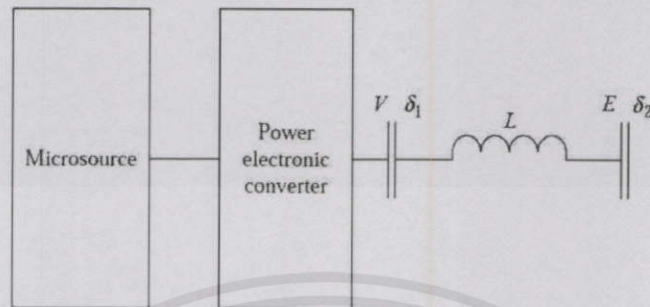 Microsource
Power
electronic
converter
V δ₁
L
E δ₂